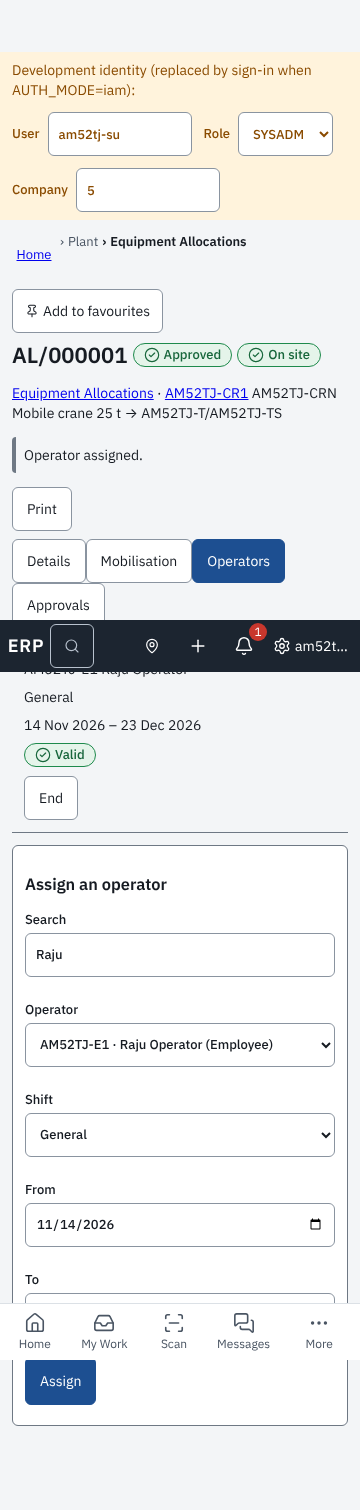 Development identity (replaced by sign-in when
AUTH_MODE=iam):
User am52tj-su Role SYSADM
Company 5
Home › Plant › Equipment Allocations
Add to favourites
AL/000001 Approved On site
Equipment Allocations · AM52TJ-CR1 AM52TJ-CRN
Mobile crane 25 t → AM52TJ-T/AM52TJ-TS
Operator assigned.
Print
Details Mobilisation Operators
Approvals
ERP 1 am52t...
General
14 Nov 2026 – 23 Dec 2026
Valid
End
Assign an operator
Search
Raju
Operator
AM52TJ-E1 · Raju Operator (Employee)
Shift
General
From
11/14/2026
To
Home My Work Scan Messages More
Assign